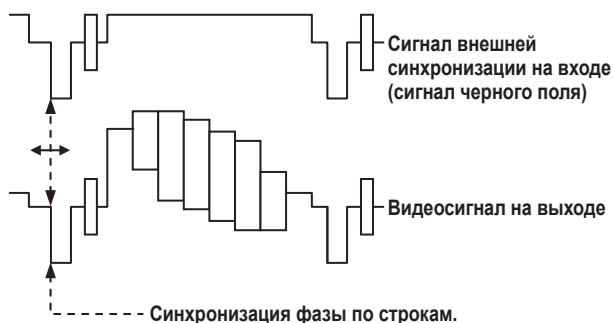 Сигнал внешней
синхронизации на входе
(сигнал черного поля)
Видеосигнал на выходе
Синхронизация фазы по строкам.